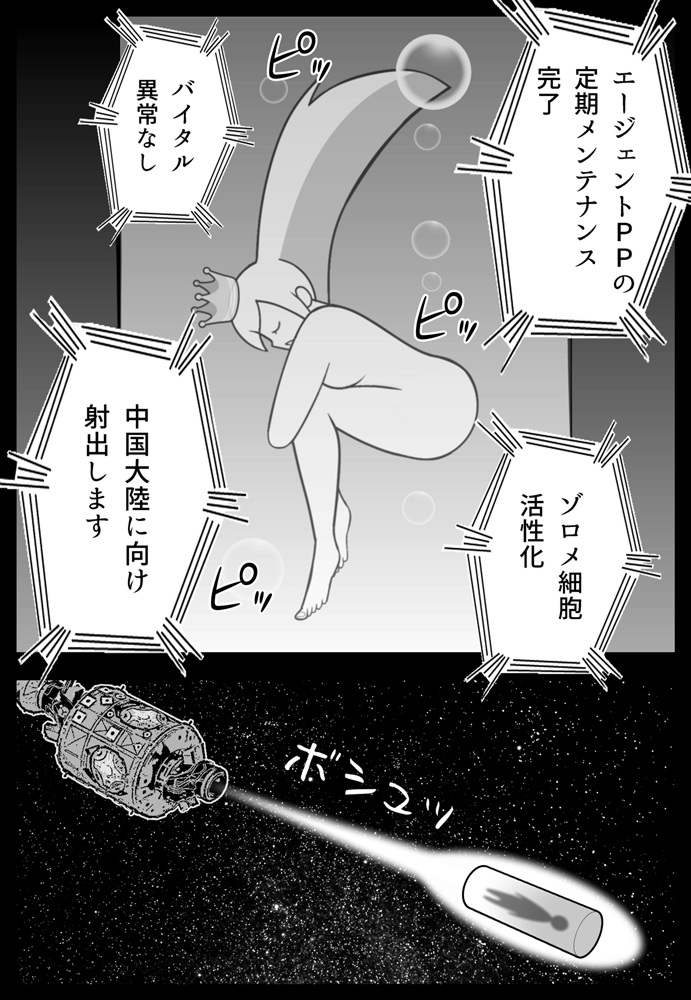 エージェントPPの
定期メンテナンス
完了
ピッ
バイタル
異常なし
ピッ
ゾロメ細胞
活性化
中国大陸に向け
射出します
ピッ
ボシュッ